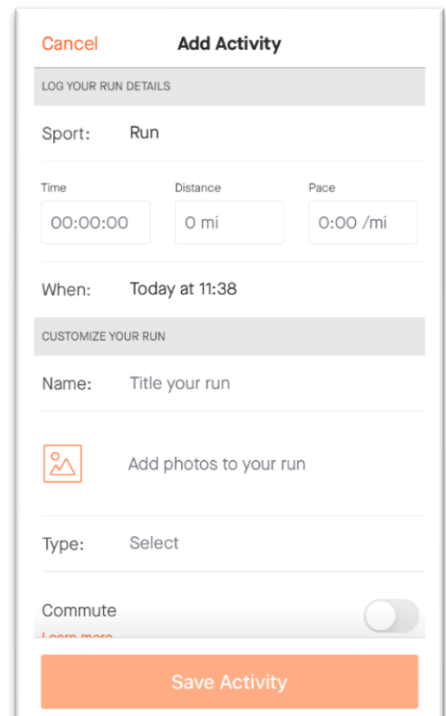 Cancel Add Activity
LOG YOUR RUN DETAILS
Sport: Run
Time Distance Pace
00:00:00 0 mi 0:00 /mi
When: Today at 11:38
CUSTOMIZE YOUR RUN
Name: Title your run
Add photos to your run
Type: Select
Commute
Learn more
Save Activity